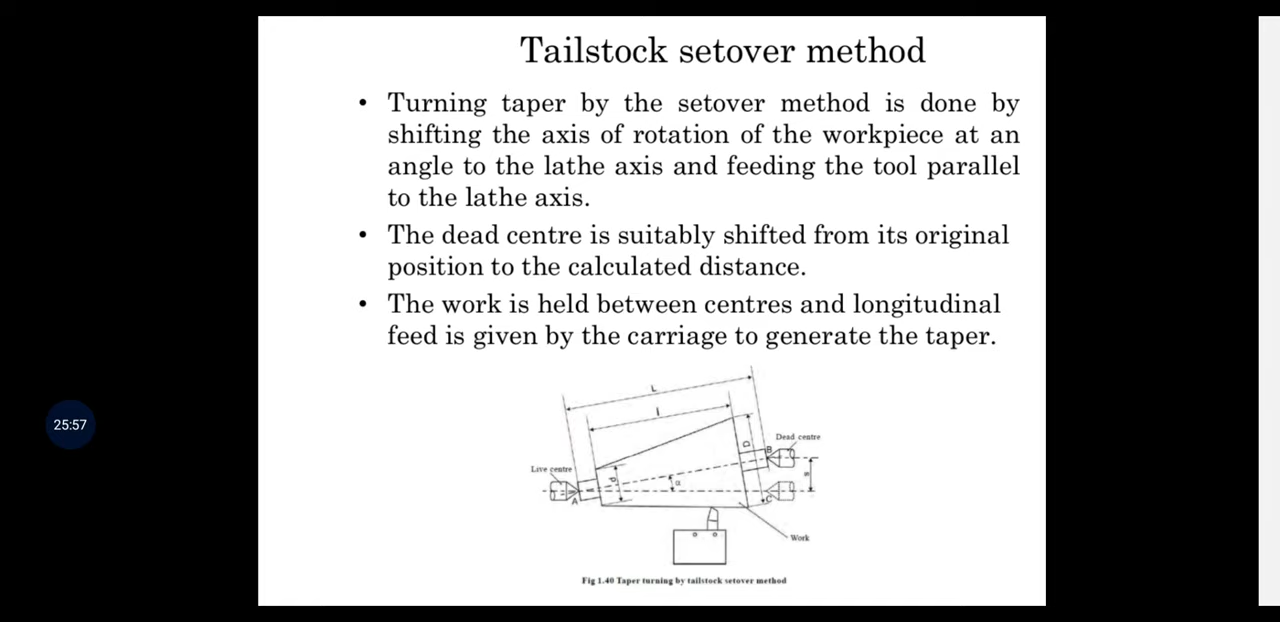 Tailstock setover method
• Turning taper by the setover method is done by
shifting the axis of rotation of the workpiece at an
angle to the lathe axis and feeding the tool parallel
to the lathe axis.
• The dead centre is suitably shifted from its original
position to the calculated distance.
• The work is held between centres and longitudinal
feed is given by the carriage to generate the taper.
25:57
L
l
D
Dead centre
B
Live centre
d
α
s
A
C
Work
Fig 1.40 Taper turning by tailstock setover method